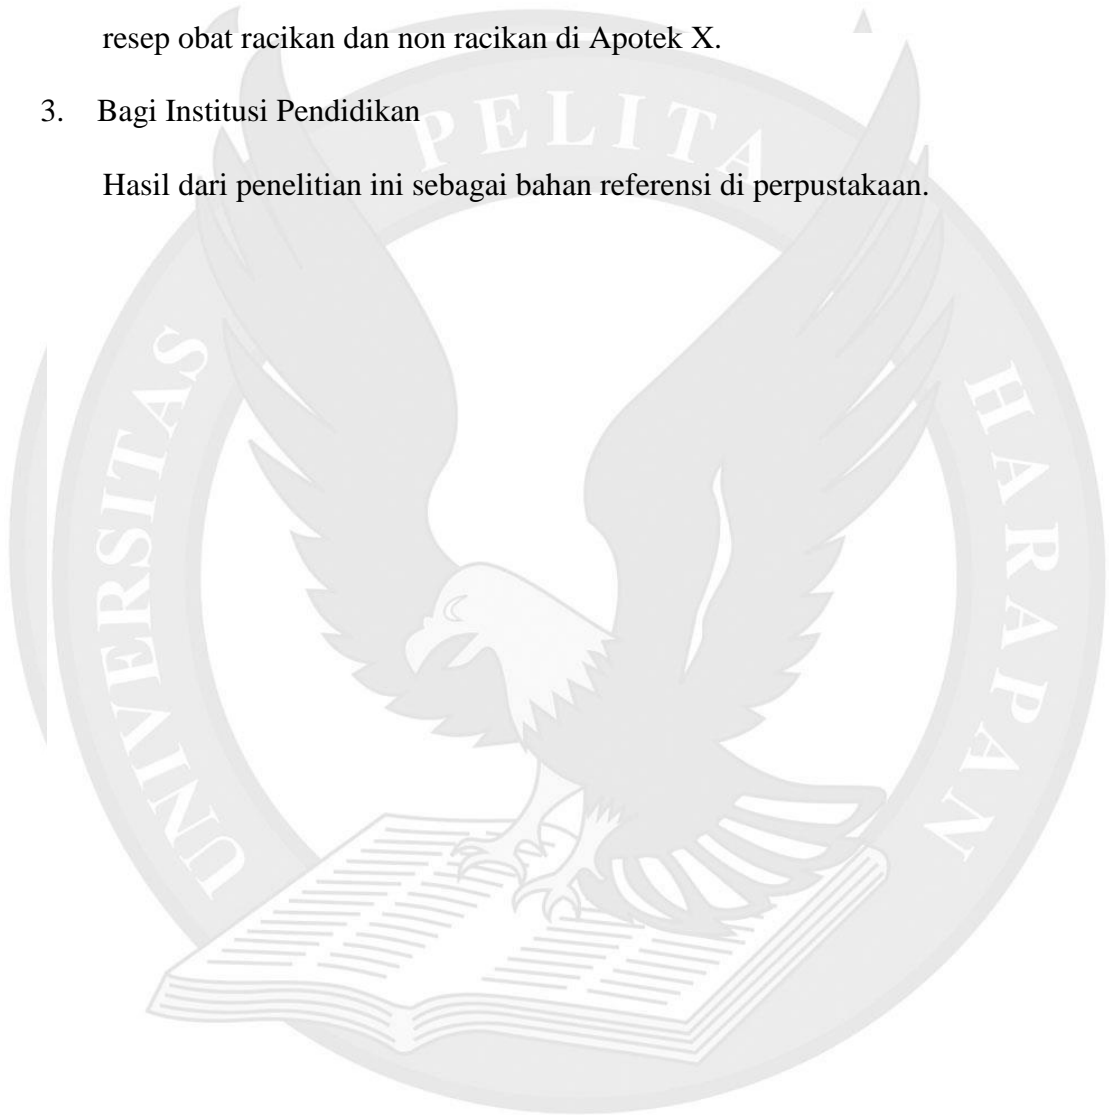 resep obat racikan dan non racikan di Apotek X.
3. Bagi Institusi Pendidikan
Hasil dari penelitian ini sebagai bahan referensi di perpustakaan.
UNIVERSITAS PELITA HARAPAN